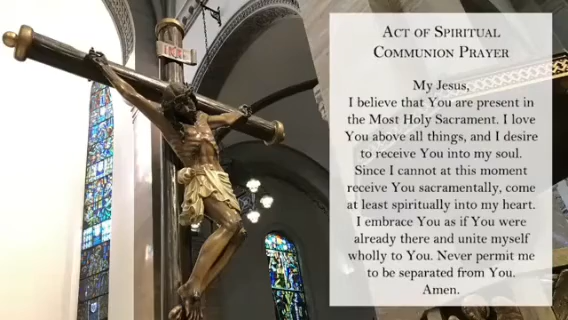 INRI
ACT OF SPIRITUAL
COMMUNION PRAYER
My Jesus,
I believe that You are present in
the Most Holy Sacrament. I love
You above all things, and I desire
to receive You into my soul.
Since I cannot at this moment
receive You sacramentally, come
at least spiritually into my heart.
I embrace You as if You were
already there and unite myself
wholly to You. Never permit me
to be separated from You.
Amen.